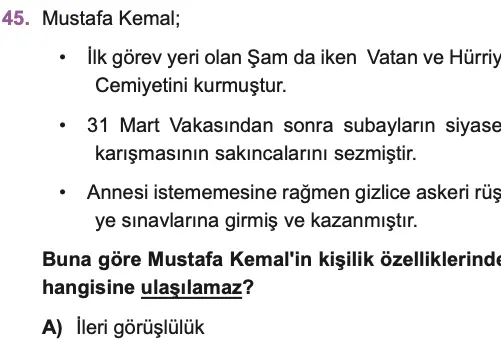 45. Mustafa Kemal;
• İlk görev yeri olan Şam da iken Vatan ve Hürriy
Cemiyetini kurmuştur.
• 31 Mart Vakasından sonra subayların siyase
karışmasının sakıncalarını sezmiştir.
• Annesi istememesine rağmen gizlice askeri rüş
ye sınavlarına girmiş ve kazanmıştır.
Buna göre Mustafa Kemal'in kişilik özelliklerinde
hangisine ulaşılamaz?
A) İleri görüşlülük